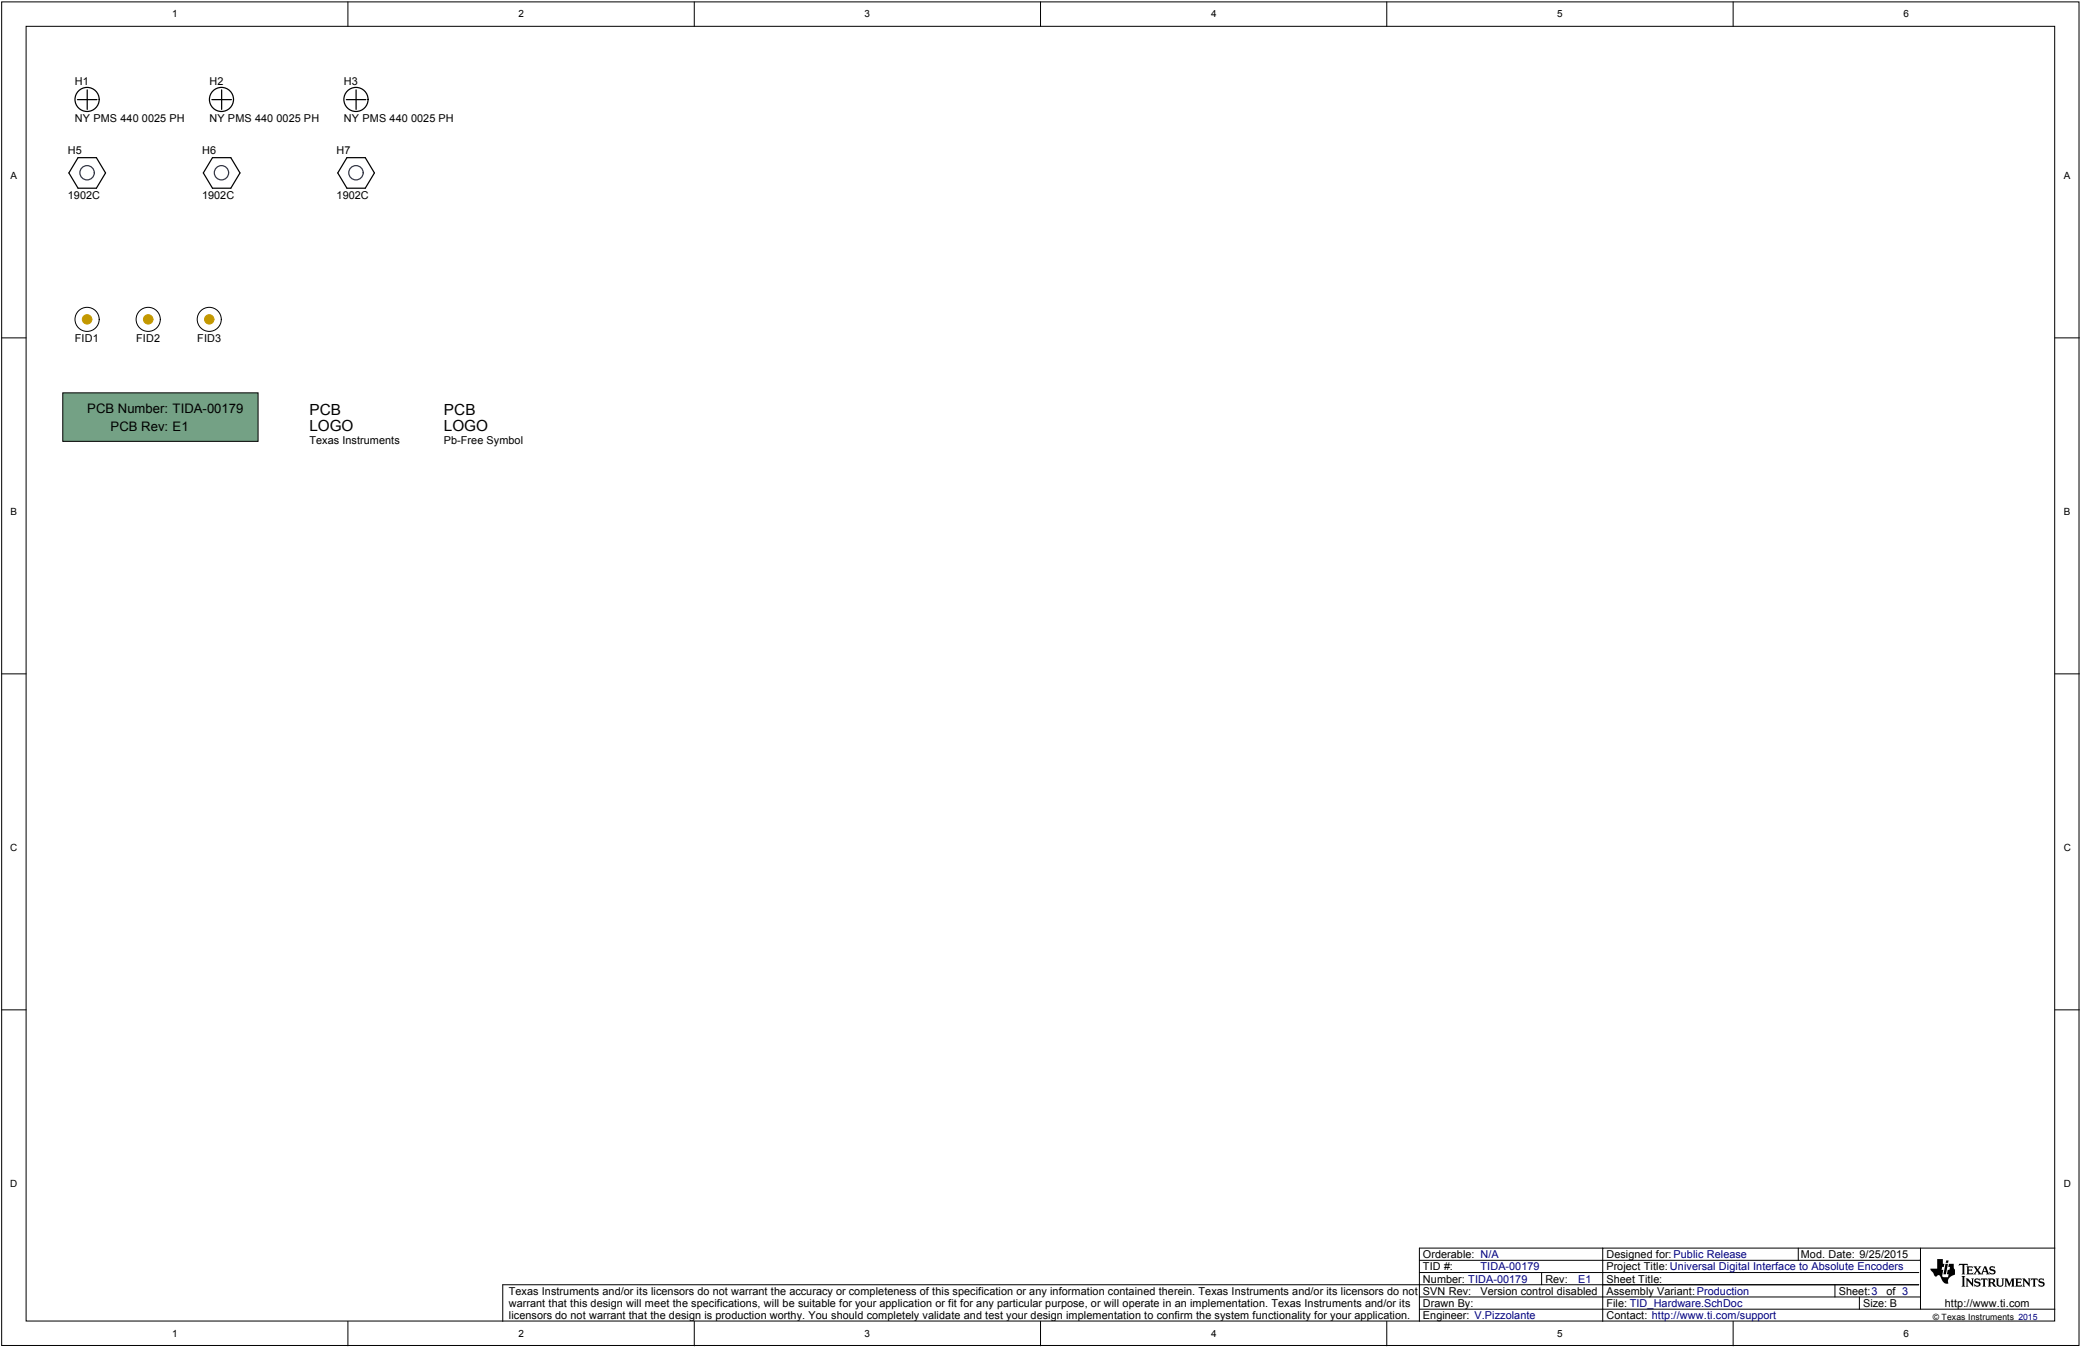 1 2 3 4 5 6
H1 H2 H3
NY PMS 440 0025 PH NY PMS 440 0025 PH NY PMS 440 0025 PH
H5 H6 H7
A A
1902C 1902C 1902C
FID1 FID2 FID3
PCB Number: TIDA-00179
PCB Rev: E1
PCB
LOGO
Texas Instruments
PCB
LOGO
Pb-Free Symbol
B B
C C
D D
Texas Instruments and/or its licensors do not warrant the accuracy or completeness of this specification or any information contained therein. Texas Instruments and/or its licensors do not
warrant that this design will meet the specifications, will be suitable for your application or fit for any particular purpose, or will operate in an implementation. Texas Instruments and/or its
licensors do not warrant that the design is production worthy. You should completely validate and test your design implementation to confirm the system functionality for your application.
Orderable: N/A Designed for: Public Release Mod. Date: 9/25/2015
TID #: TIDA-00179 Project Title: Universal Digital Interface to Absolute Encoders
Number: TIDA-00179 Rev: E1 Sheet Title:
SVN Rev: Version control disabled Assembly Variant: Production Sheet: 3 of 3
Drawn By: File: TID_Hardware.SchDoc Size: B
Engineer: V.Pizzolante Contact: http://www.ti.com/support
TEXAS
INSTRUMENTS
http://www.ti.com
© Texas Instruments 2015
1 2 3 4 5 6